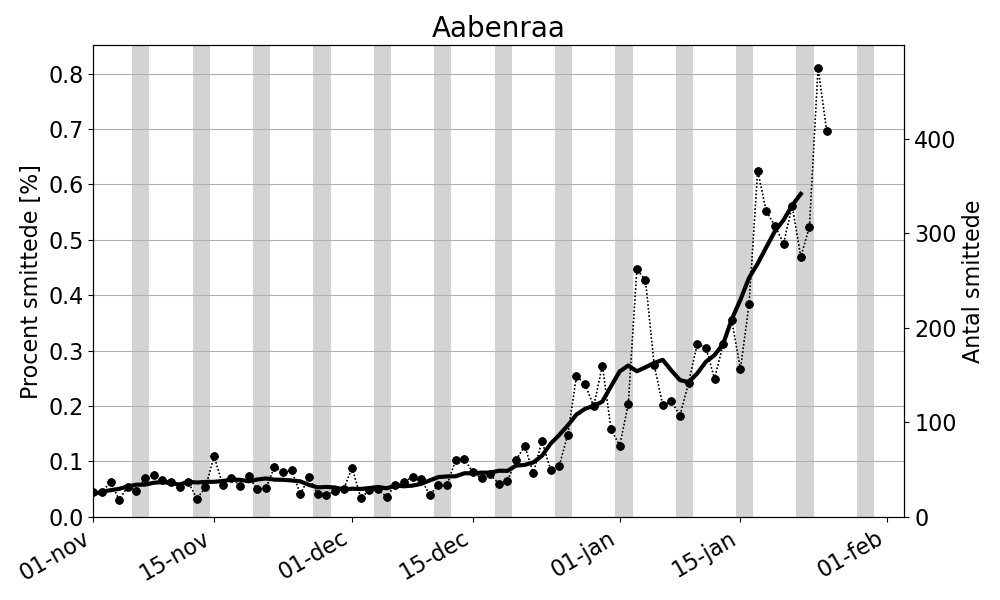 Aabenraa
Procent smittede [%]
0.8
0.7
0.6
0.5
0.4
0.3
0.2
0.1
0.0
400
300
200
100
0
Antal smittede
01-nov
15-nov
01-dec
15-dec
01-jan
15-jan
01-feb